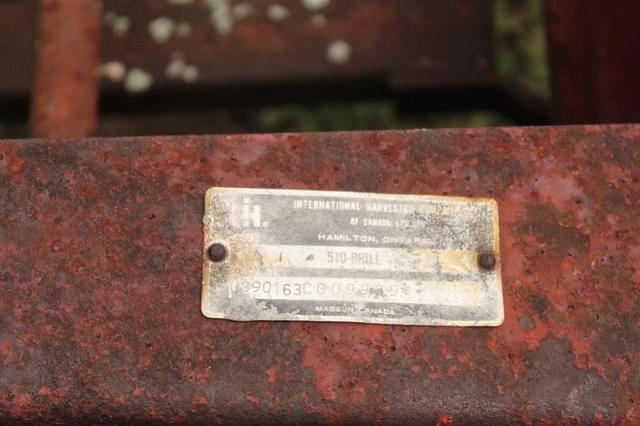 IH.
INTERNATIONAL HARVESTER
OF CANADA LTD.
HAMILTON, ONTARIO
510-DRILL
MADE IN CANADA